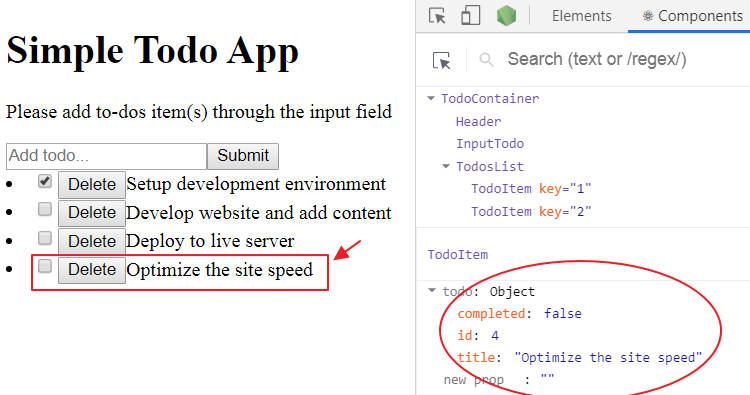 Simple Todo App
Please add to-dos item(s) through the input field
Add todo... Submit
Delete Setup development environment
Delete Develop website and add content
Delete Deploy to live server
Delete Optimize the site speed
Elements Components
Search (text or /regex/)
TodoContainer
Header
InputTodo
TodosList
TodoItem key="1"
TodoItem key="2"
TodoItem
todo: Object
completed: false
id: 4
title: "Optimize the site speed"
new prop : ""